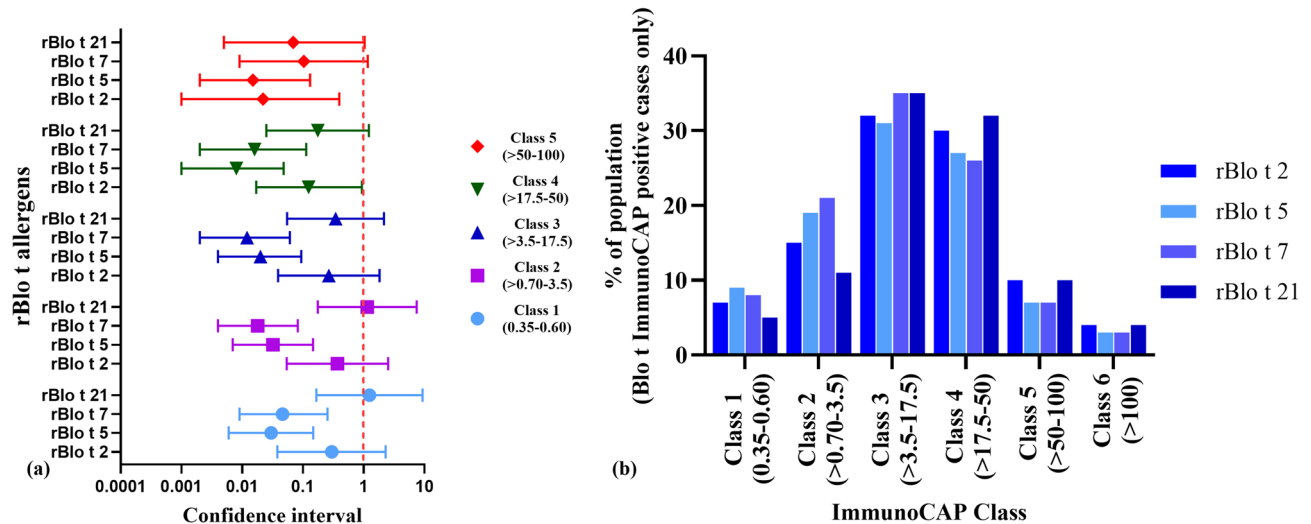 rBlo t allergens
rBlo t 21
rBlo t 7
rBlo t 5
rBlo t 2
rBlo t 21
rBlo t 7
rBlo t 5
rBlo t 2
rBlo t 21
rBlo t 7
rBlo t 5
rBlo t 2
rBlo t 21
rBlo t 7
rBlo t 5
rBlo t 2
rBlo t 21
rBlo t 7
rBlo t 5
rBlo t 2
(a)
0.0001 0.001 0.01 0.1 1 10
Confidence interval
Class 5
(>50-100)
Class 4
(>17.5-50)
Class 3
(>3.5-17.5)
Class 2
(>0.70-3.5)
Class 1
(0.35-0.60)
% of population
(Blo t ImmunoCAP positive cases only)
40
30
20
10
0
Class 1
(0.35-0.60)
Class 2
(>0.70-3.5)
Class 3
(>3.5-17.5)
Class 4
(>17.5-50)
Class 5
(>50-100)
Class 6
(>100)
(b)
ImmunoCAP Class
rBlo t 2
rBlo t 5
rBlo t 7
rBlo t 21